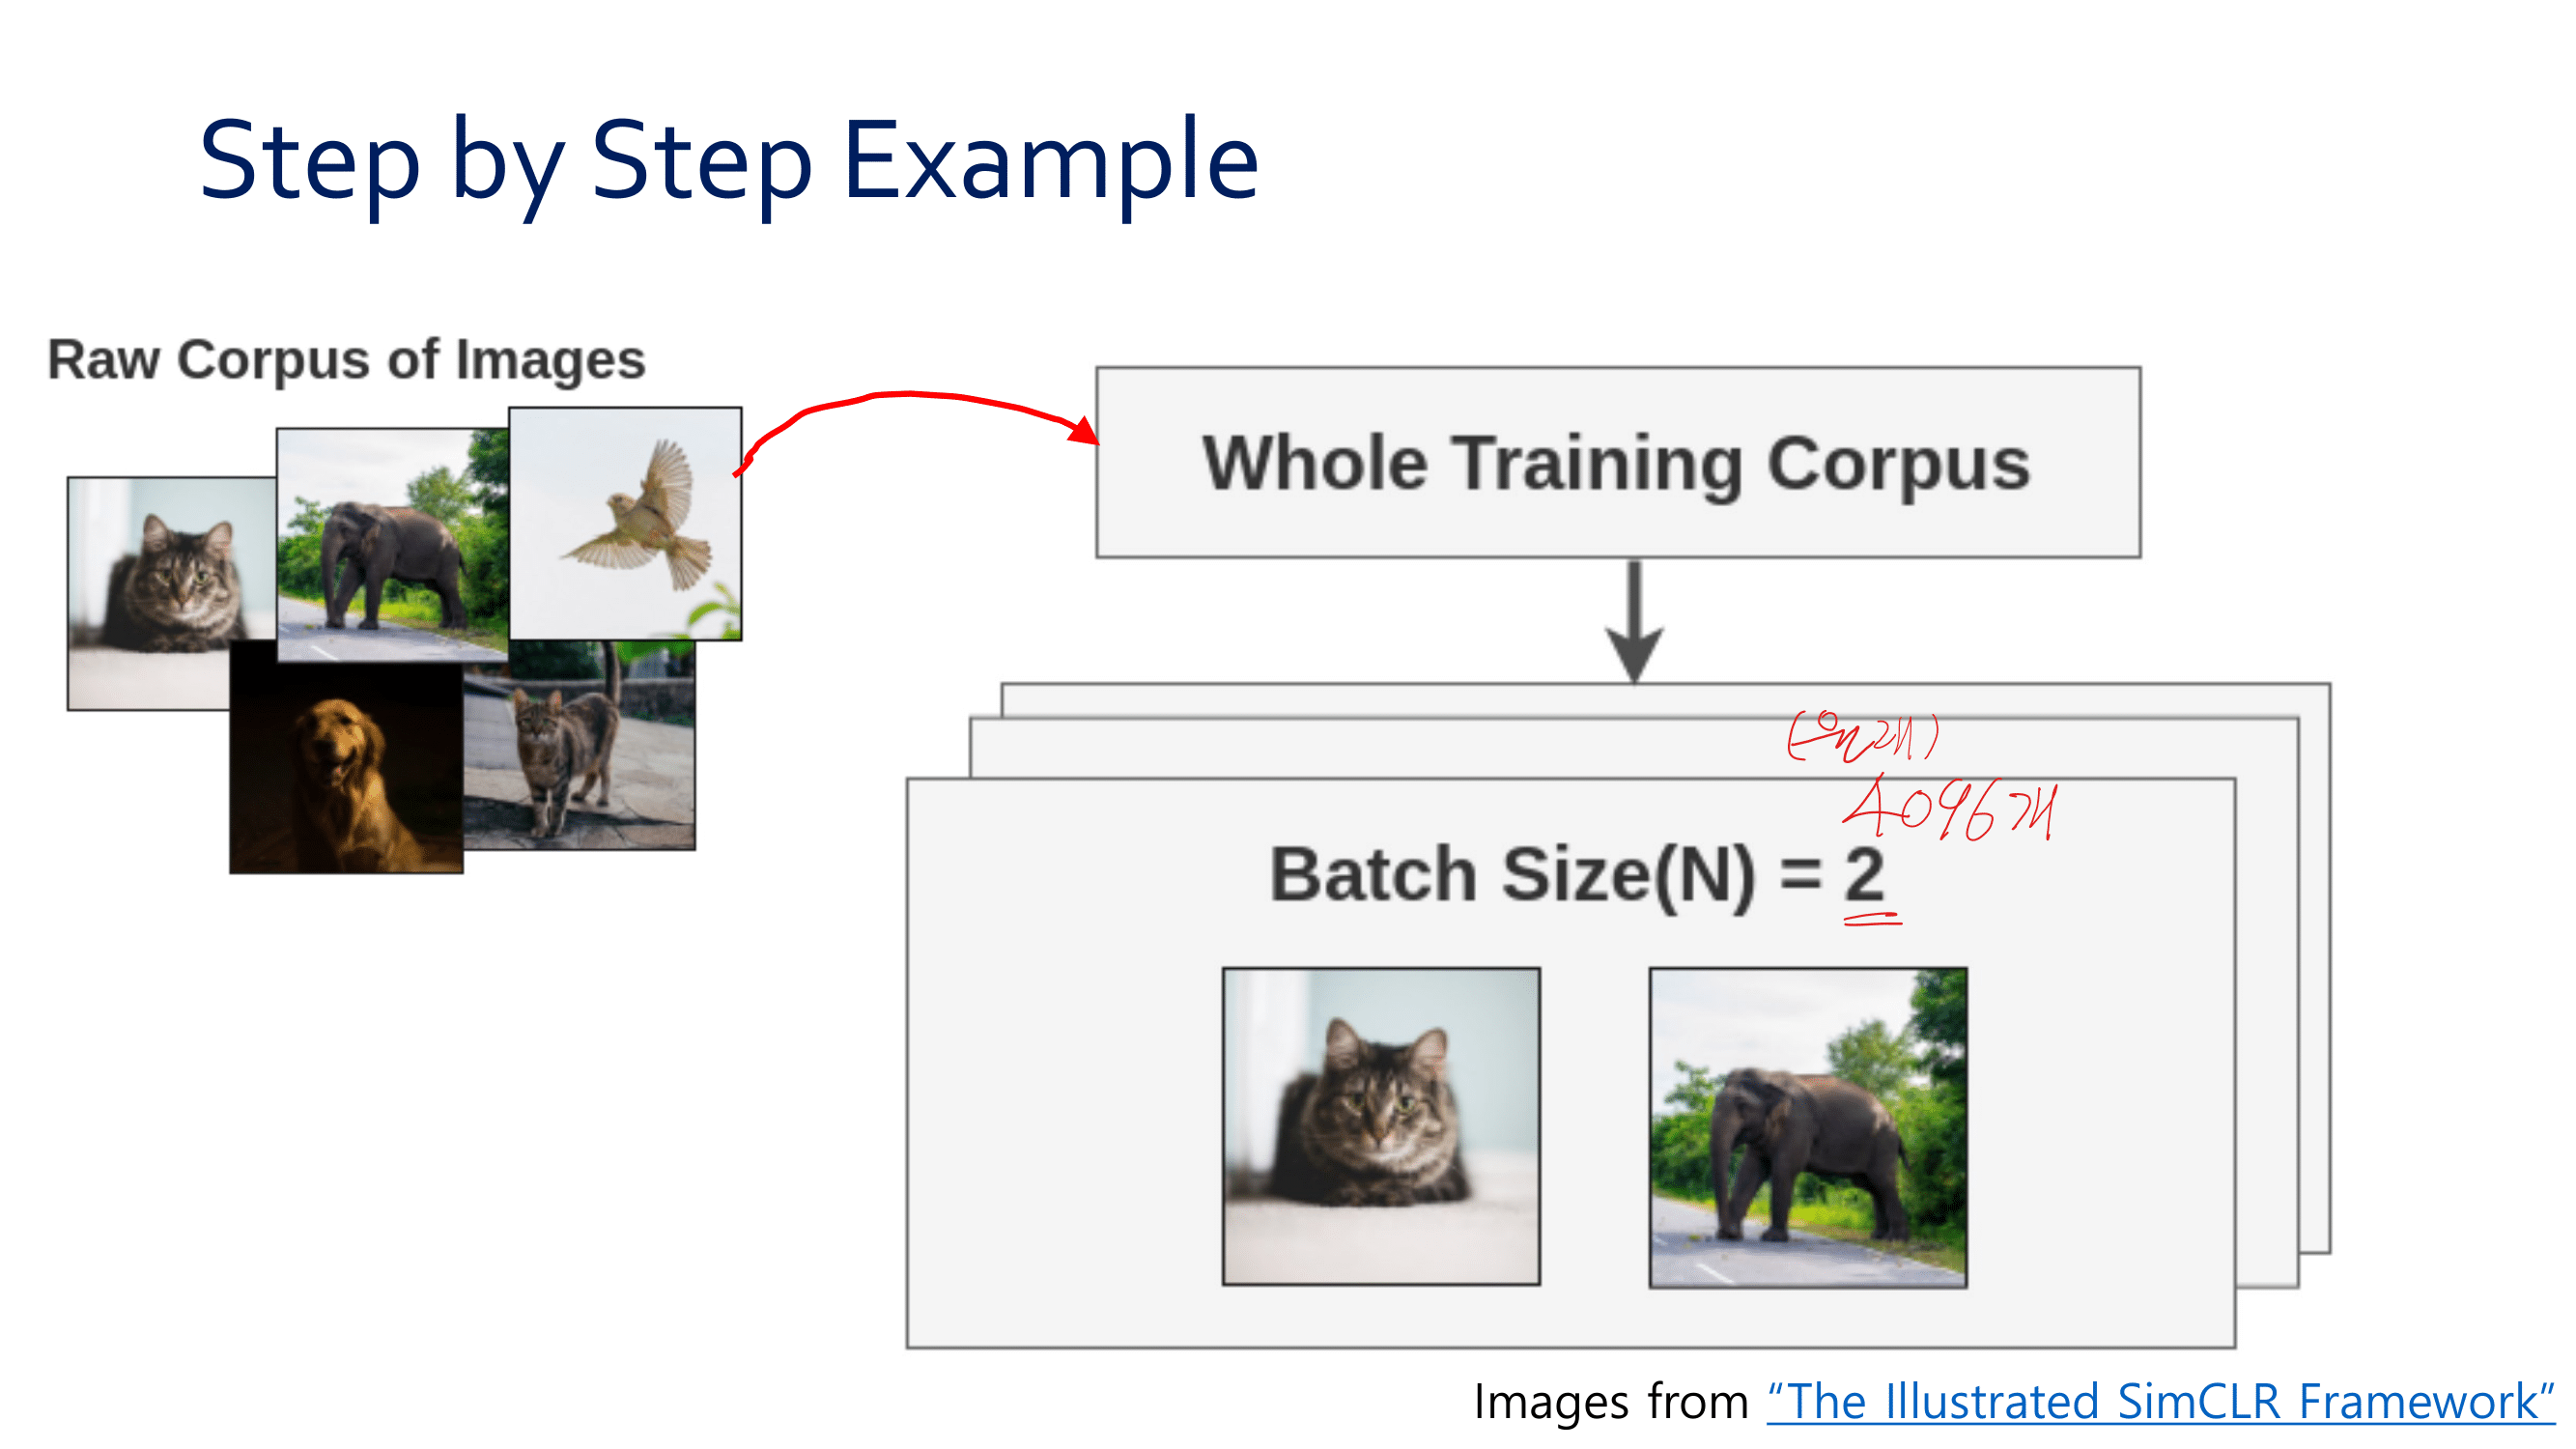 Step by Step Example
Raw Corpus of Images
Whole Training Corpus
(원래)
4096개
Batch Size(N) = 2
Images from “The Illustrated SimCLR Framework”